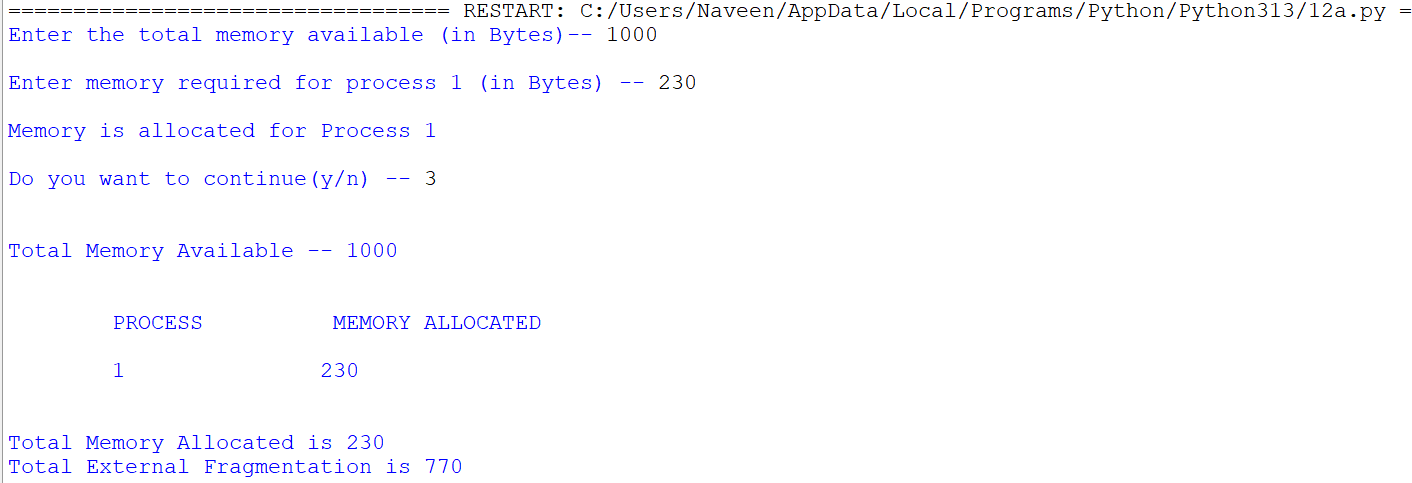 ================================== RESTART: C:/Users/Naveen/AppData/Local/Programs/Python/Python313/12a.py =
Enter the total memory available (in Bytes)-- 1000
Enter memory required for process 1 (in Bytes) -- 230
Memory is allocated for Process 1
Do you want to continue(y/n) -- 3
Total Memory Available -- 1000
PROCESS          MEMORY ALLOCATED
1               230
Total Memory Allocated is 230
Total External Fragmentation is 770